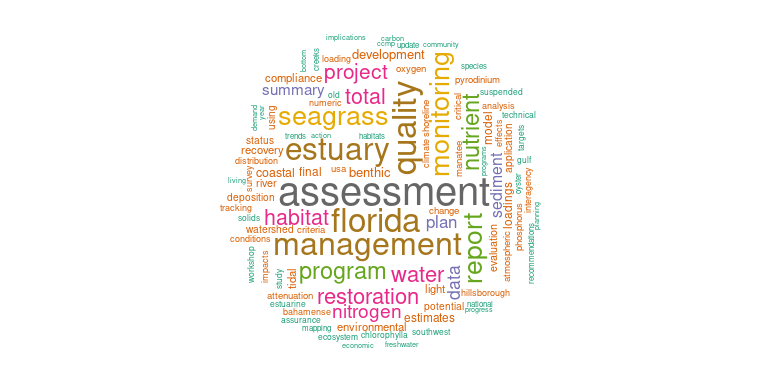 implications
carbon
ccmp
update
community
bottom
creeks
loading
development
oxygen
species
compliance
project
monitoring
pyrodinium
summary
old
total
quality
numeric
shoreline
critical
nutrient
suspended
demand
year
using
seagrass
analysis
technical
trends
action
habitats
model
effects
targets
status
estuary
climate
recovery
distribution
usa
manatee
programs
application
gulf
survey
coastal
final
benthic
living
river
assessment
sediment
oyster
interagency
deposition
tracking
solids
habitat
florida
change
plan
loadings
phosphorus
planning
watershed
criteria
conditions
management
report
evaluation
atmospheric
recommendations
workshop
impacts
study
tidal
program
water
data
attenuation
restoration
light
hillsborough
estuarine
bahamense
nitrogen
potential
national
progress
assurance
mapping
environmental
estimates
ecosystem
chlorophylla
southwest
economic
freshwater